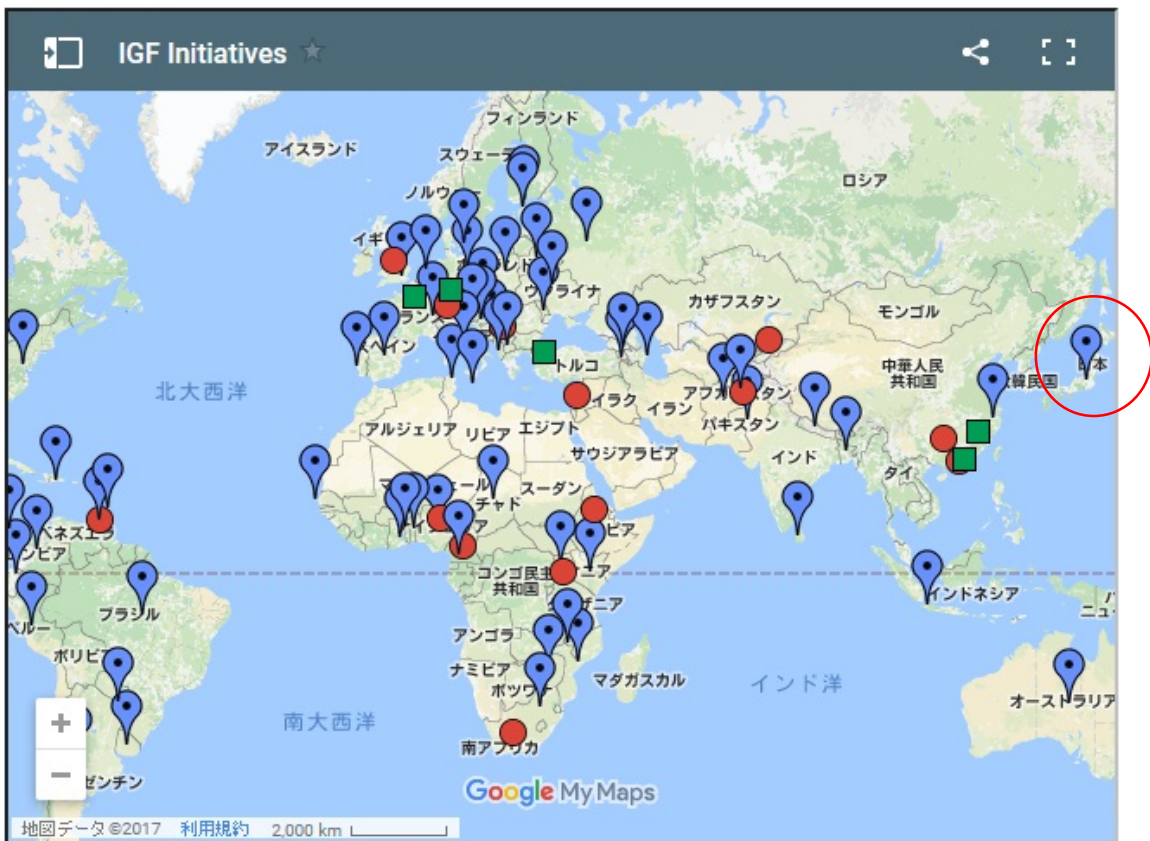 IGF Initiatives
フィンランド
アイスランド
スウェーデ
ロシア
ノルウ
イギ
ウクライナ
カザフスタン
モンゴル
スペイン
トルコ
中華人民
共和国
韓民国
本
北大西洋
イラク
イラン
アフガ
スタン
パキスタン
アルジェリア
リビア
エジプト
サウジアラビア
インド
タイ
スーダン
チャド
ベネズエラ
ンビア
コンゴ民主
共和国
ニア
インドネシア
ブラジル
ペルー
アンゴラ
ザニア
ボリビ
ナミビア
ボツワナ
マダガスカル
インド洋
オーストラリア
南大西洋
南アフリカ
ゼンチン
+
−
Google My Maps
地図データ ©2017 利用規約 2,000 km